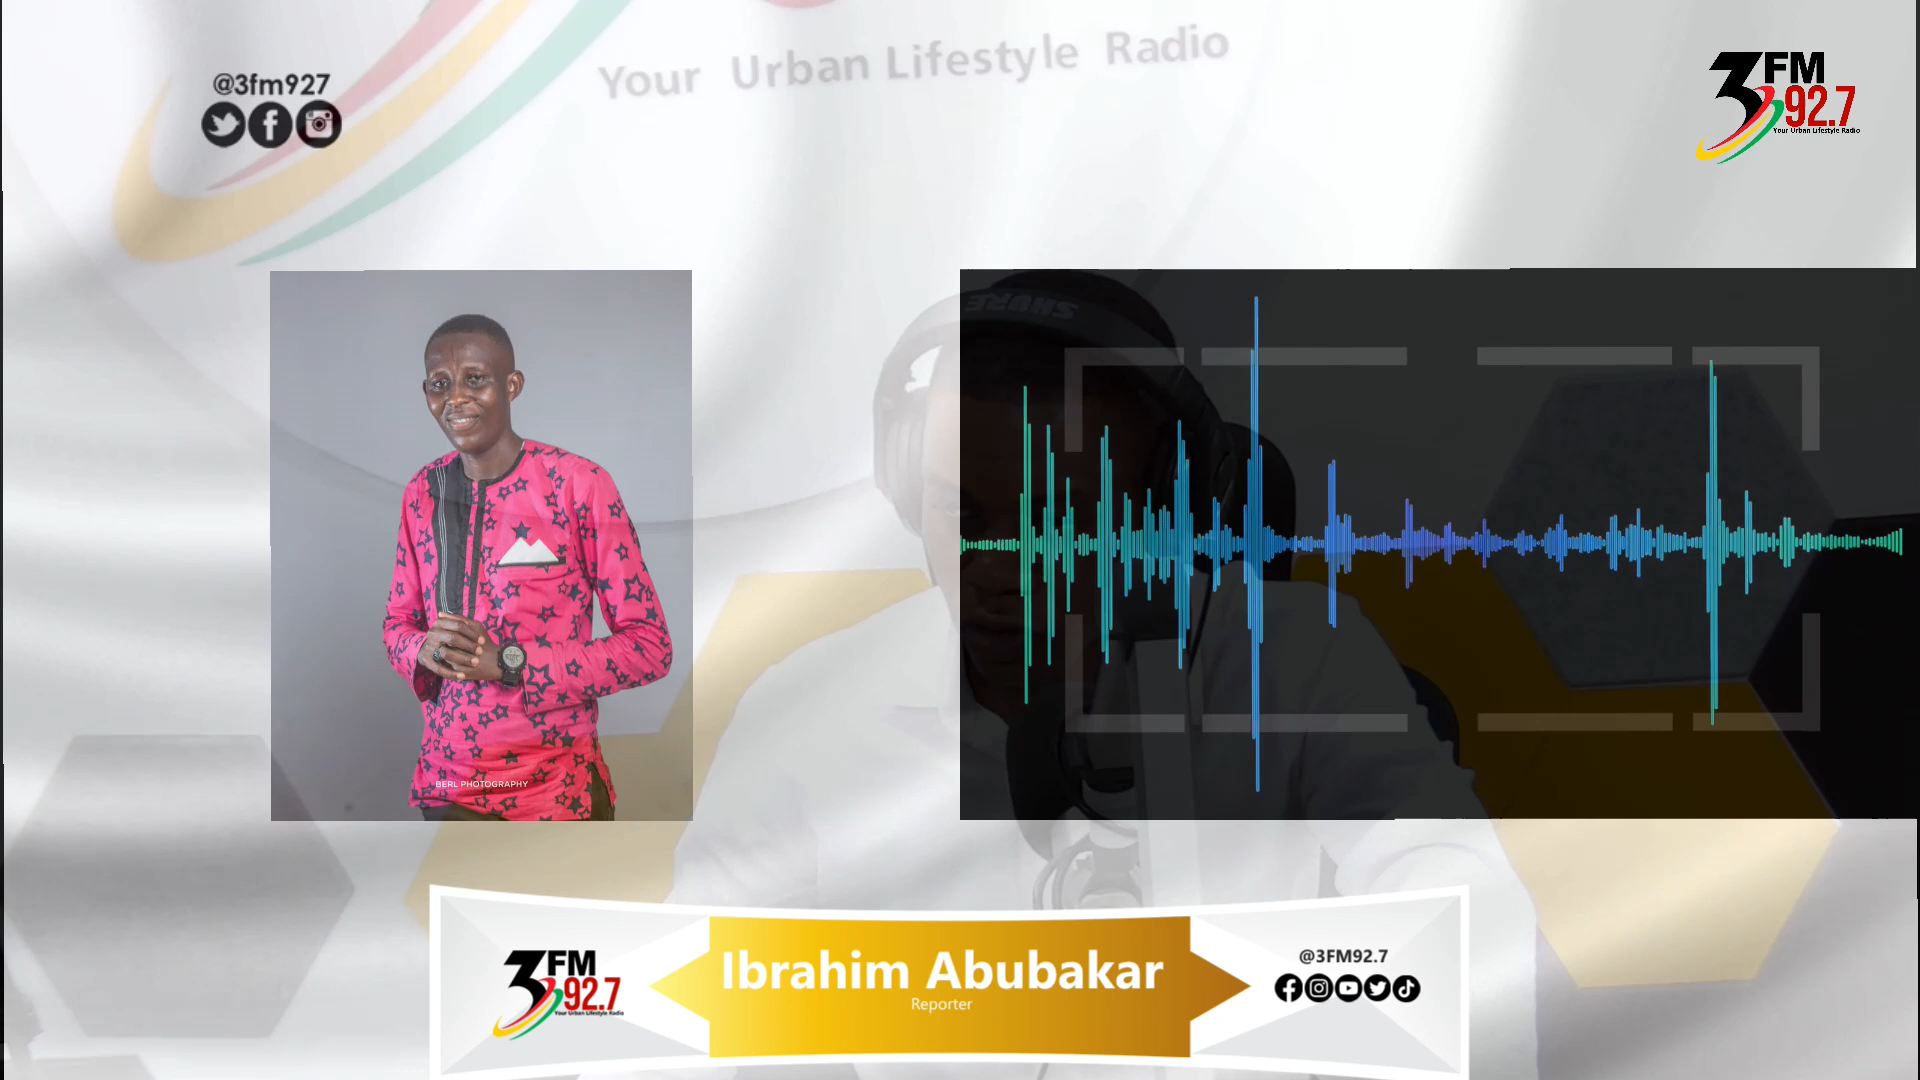 Your Urban Lifestyle Radio
@3fm927
3FM
92.7
Your Urban Lifestyle Radio
SHURE
BERL PHOTOGRAPHY
3FM
92.7
Your Urban Lifestyle Radio
Ibrahim Abubakar
Reporter
@3FM92.7